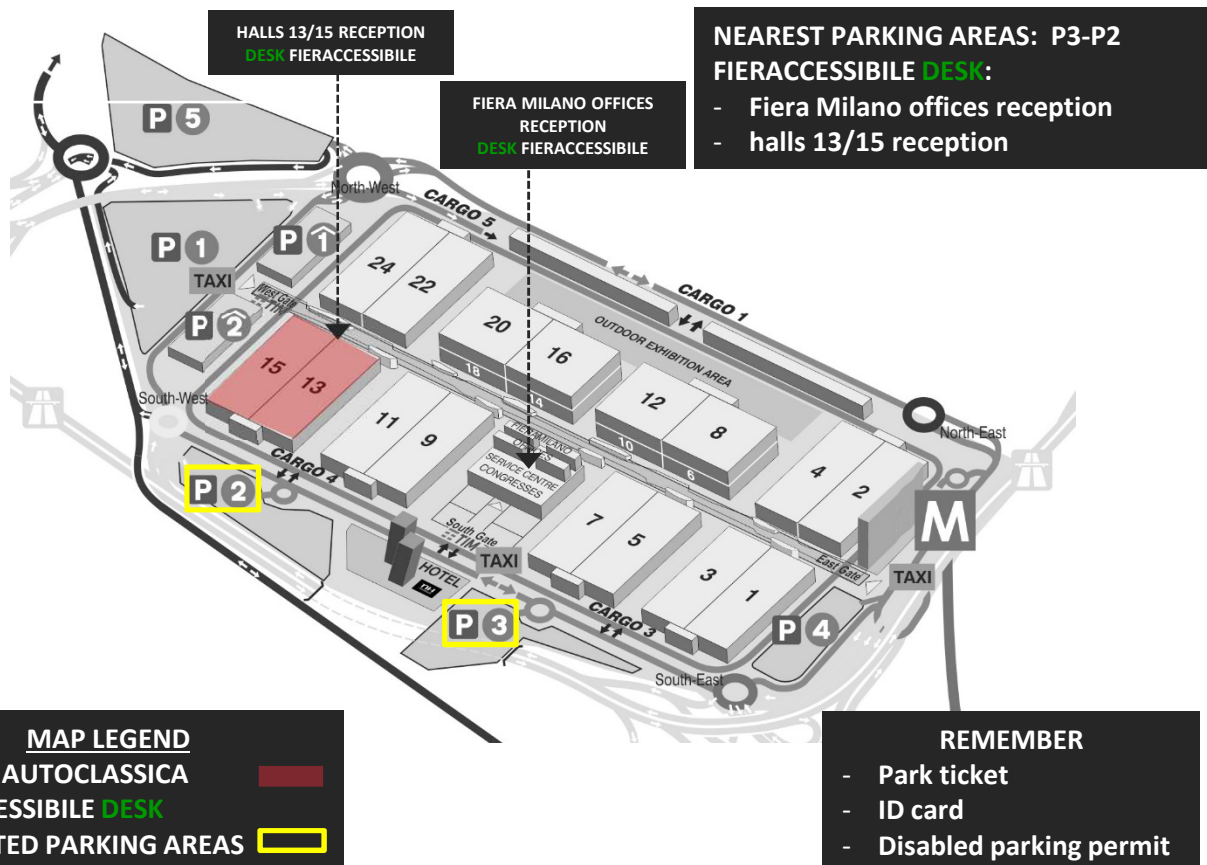 HALLS 13/15 RECEPTION
DESK FIERACCESSIBILE
FIERA MILANO OFFICES
RECEPTION
DESK FIERACCESSIBILE
NEAREST PARKING AREAS: P3-P2
FIERACCESSIBILE DESK:
- Fiera Milano offices reception
- halls 13/15 reception
P 5
North-West
CARGO 5
P 1
P 1
TAXI
West Gate
TIM
P 2
24
22
CARGO 1
OUTDOOR EXHIBITION AREA
20
16
18
14
15
13
12
8
10
6
South-West
11
9
FIERA MILANO
OFFICES
SERVICE CENTRE
CONGRESSES
North-East
4
2
M
CARGO 4
P 2
7
5
South Gate
TIM
TAXI
HOTEL
East Gate
TAXI
3
1
P 3
CARGO 3
P 4
South-East
MAP LEGEND
AUTOCLASSICA
ESSIBILE DESK
TED PARKING AREAS
REMEMBER
- Park ticket
- ID card
- Disabled parking permit